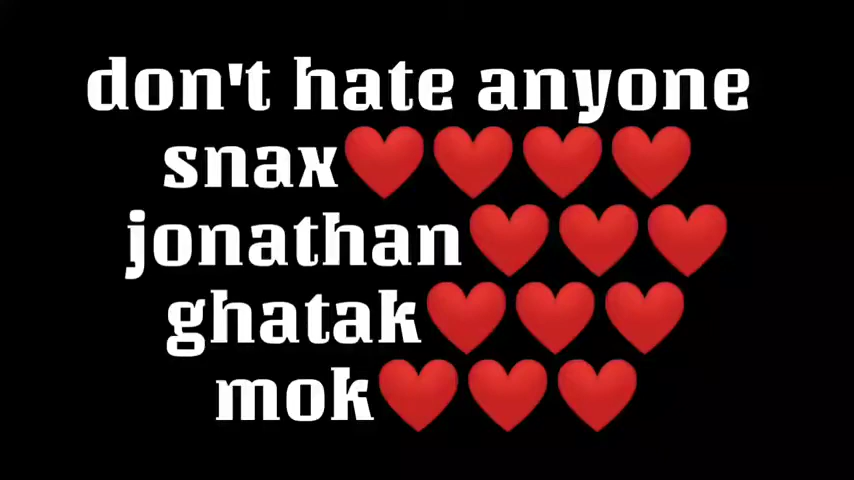 don't hate anyone
snax❤️❤️❤️❤️
jonathan❤️❤️❤️
ghatak❤️❤️❤️
mok❤️❤️❤️